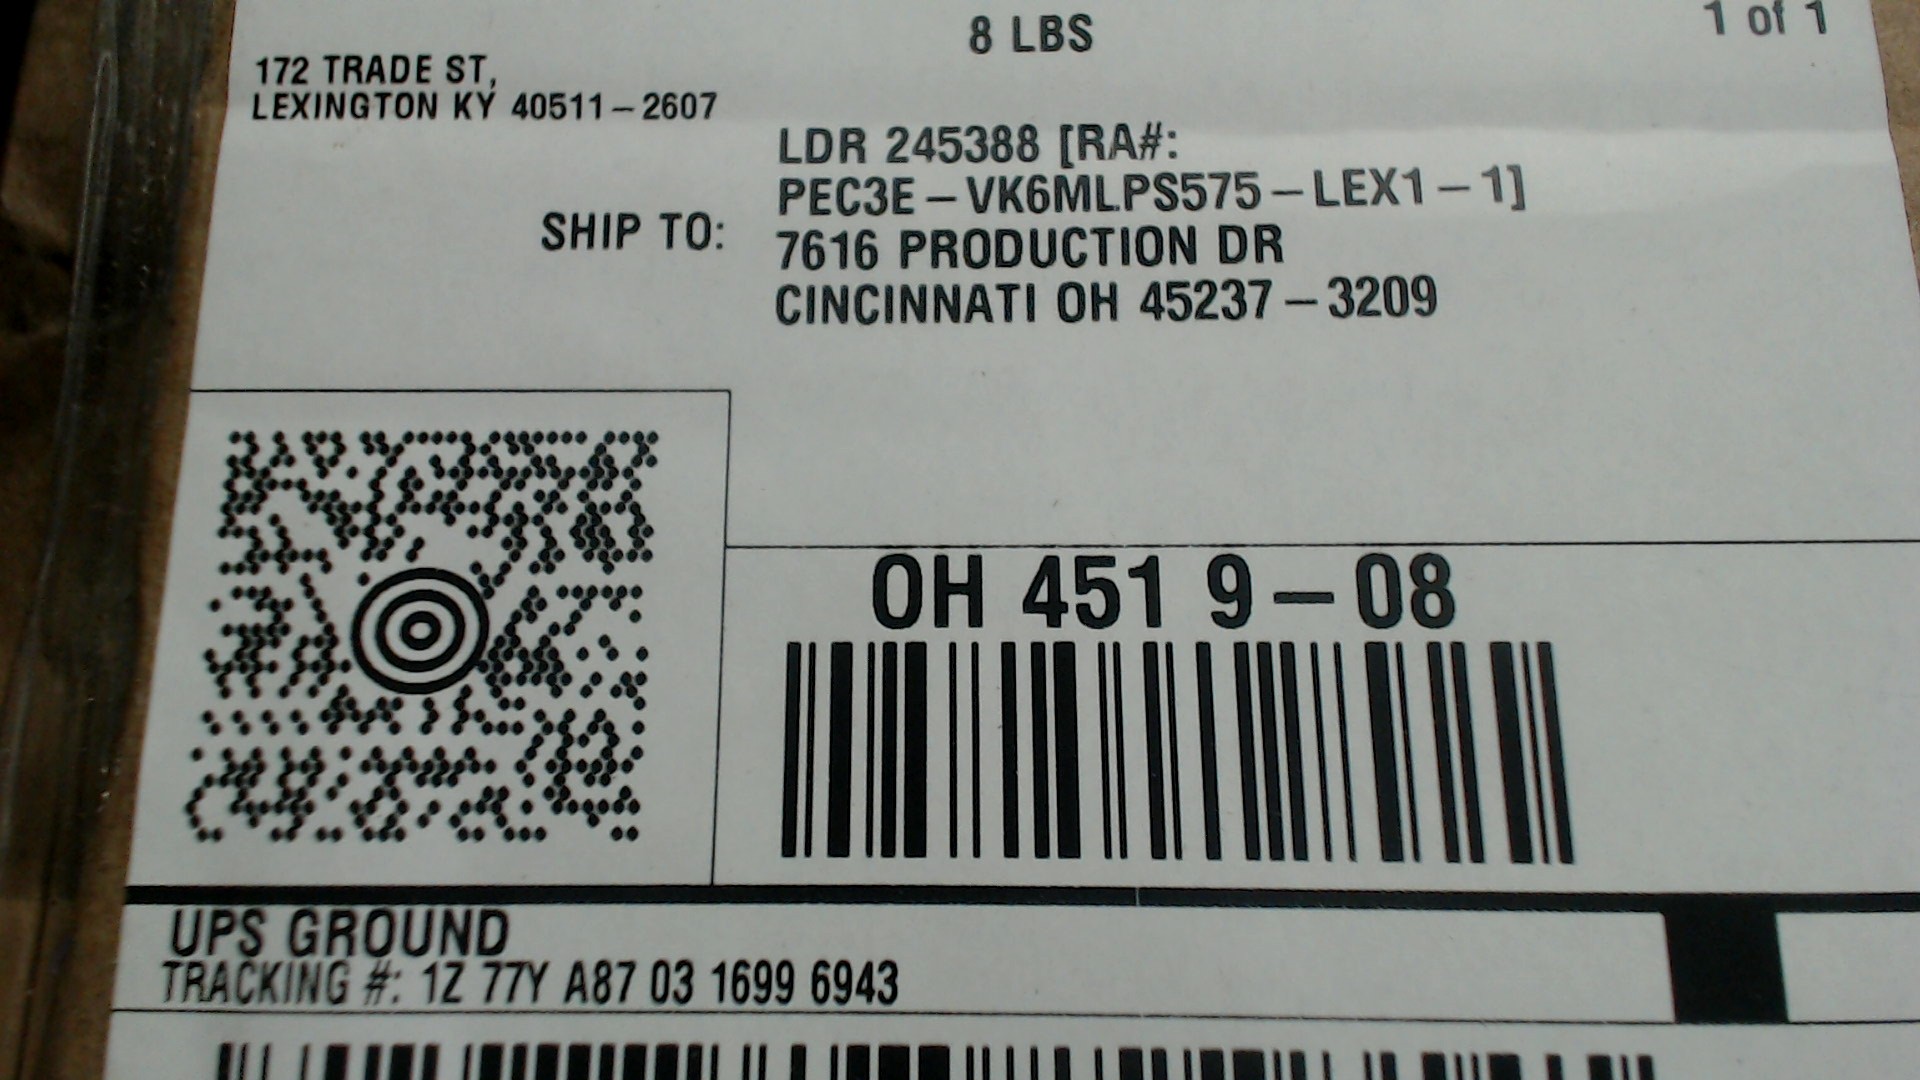 8 LBS
1 of 1
172 TRADE ST,
LEXINGTON KY 40511-2607
SHIP TO:
LDR 245388 [RA#:
PEC3E-VK6MLPS575-LEX1-1]
7616 PRODUCTION DR
CINCINNATI OH 45237-3209
OH 451 9-08
UPS GROUND
TRACKING #: 1Z 77Y A87 03 1699 6943